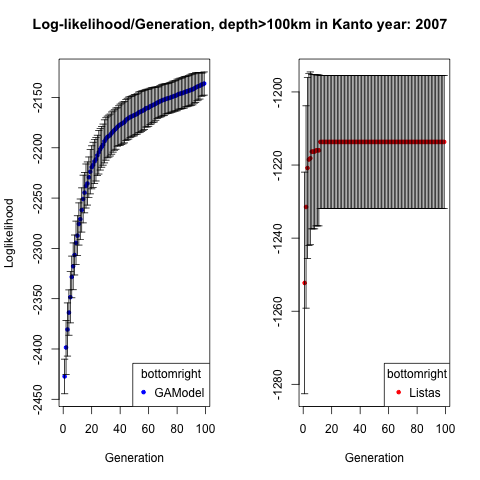 Log-likelihood/Generation, depth>100km in Kanto year: 2007
Loglikelihood
-2150
-2200
-2250
-2300
-2350
-2400
-2450
bottomright
GAModel
0 20 40 60 80 100
Generation
-1200
-1220
-1240
-1260
-1280
bottomright
Listas
0 20 40 60 80 100
Generation